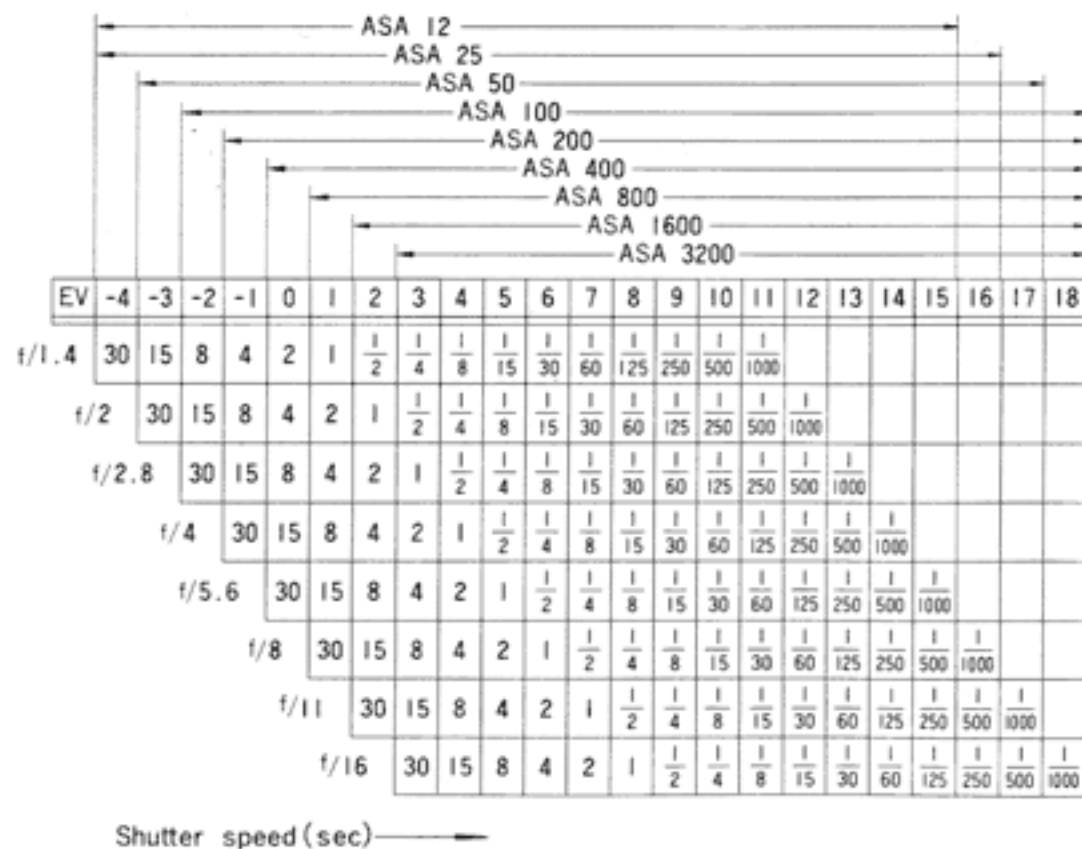 ASA 12
ASA 25
ASA 50
ASA 100
ASA 200
ASA 400
ASA 800
ASA 1600
ASA 3200
EV -4 -3 -2 -1 0 1 2 3 4 5 6 7 8 9 10 11 12 13 14 15 16 17 18
f/1.4 30 15 8 4 2 1 1/2 1/4 1/8 1/15 1/30 1/60 1/125 1/250 1/500 1/1000
f/2 30 15 8 4 2 1 1/2 1/4 1/8 1/15 1/30 1/60 1/125 1/250 1/500 1/1000
f/2.8 30 15 8 4 2 1 1/2 1/4 1/8 1/15 1/30 1/60 1/125 1/250 1/500 1/1000
f/4 30 15 8 4 2 1 1/2 1/4 1/8 1/15 1/30 1/60 1/125 1/250 1/500 1/1000
f/5.6 30 15 8 4 2 1 1/2 1/4 1/8 1/15 1/30 1/60 1/125 1/250 1/500 1/1000
f/8 30 15 8 4 2 1 1/2 1/4 1/8 1/15 1/30 1/60 1/125 1/250 1/500 1/1000
f/11 30 15 8 4 2 1 1/2 1/4 1/8 1/15 1/30 1/60 1/125 1/250 1/500 1/1000
f/16 30 15 8 4 2 1 1/2 1/4 1/8 1/15 1/30 1/60 1/125 1/250 1/500 1/1000
Shutter speed (sec)